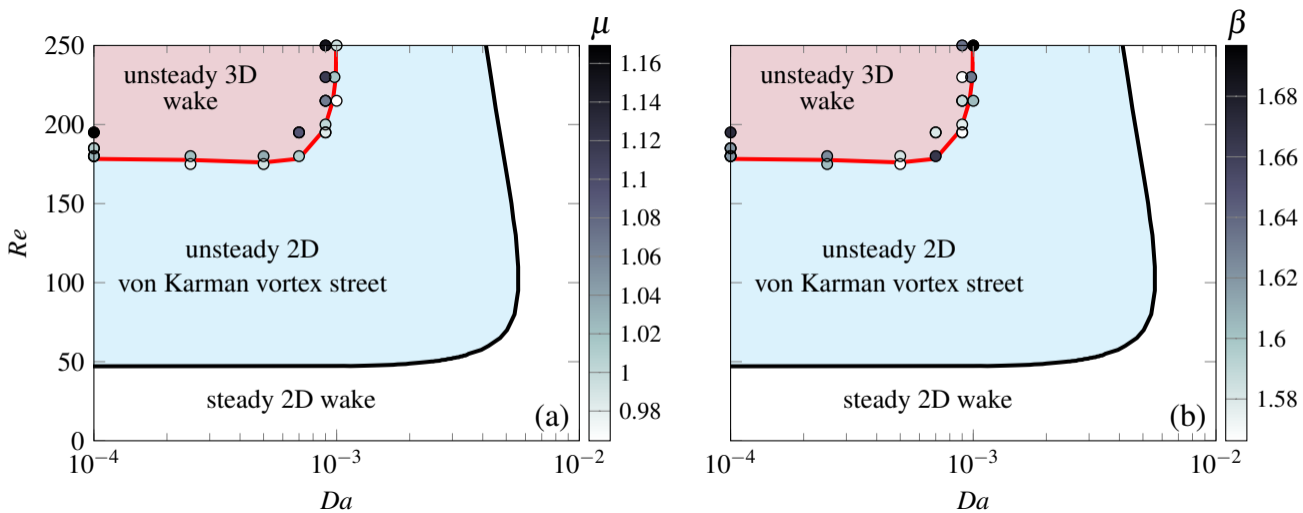 μ
250
200
150
100
50
0
Re
unsteady 3D
wake
unsteady 2D
von Karman vortex street
steady 2D wake
(a)
10⁻⁴
10⁻³
10⁻²
Da
1.16
1.14
1.12
1.1
1.08
1.06
1.04
1.02
1
0.98
β
unsteady 3D
wake
unsteady 2D
von Karman vortex street
steady 2D wake
(b)
10⁻⁴
10⁻³
10⁻²
Da
1.68
1.66
1.64
1.62
1.6
1.58